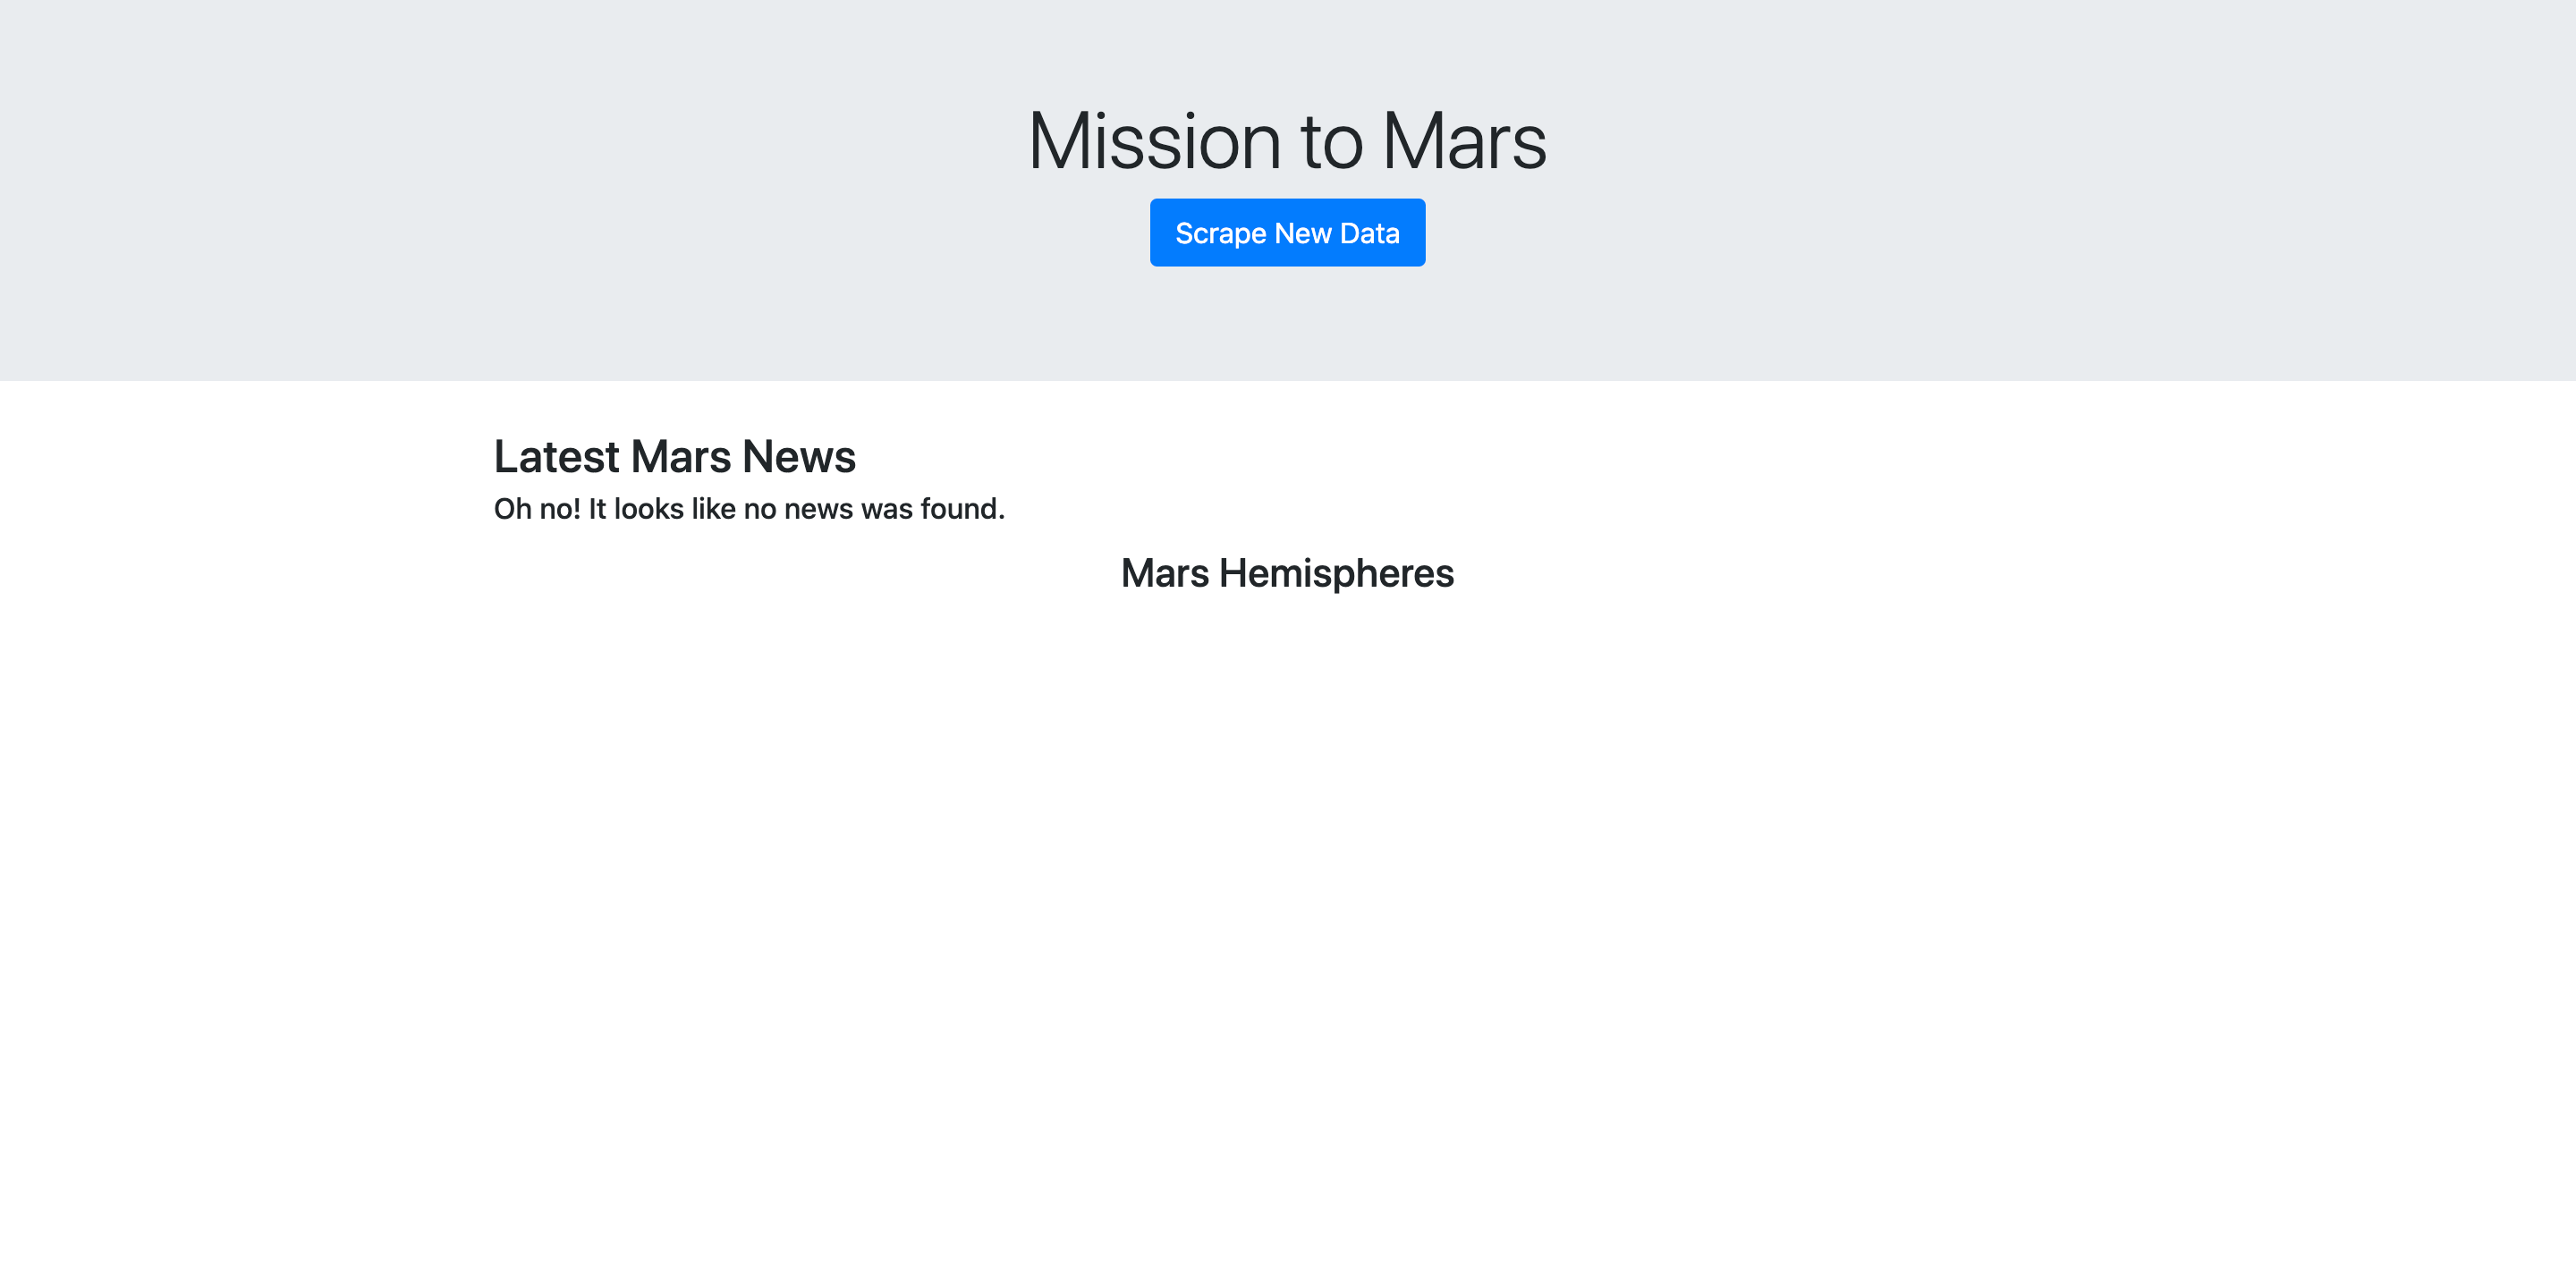 Mission to Mars
Scrape New Data
Latest Mars News
Oh no! It looks like no news was found.
Mars Hemispheres